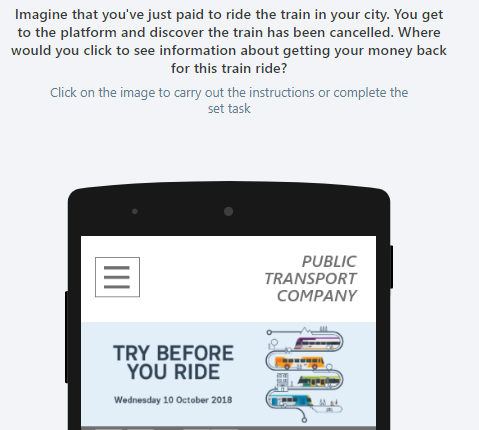 Imagine that you've just paid to ride the train in your city. You get
to the platform and discover the train has been cancelled. Where
would you click to see information about getting your money back
for this train ride?
Click on the image to carry out the instructions or complete the
set task
PUBLIC
TRANSPORT
COMPANY
TRY BEFORE
YOU RIDE
Wednesday 10 October 2018